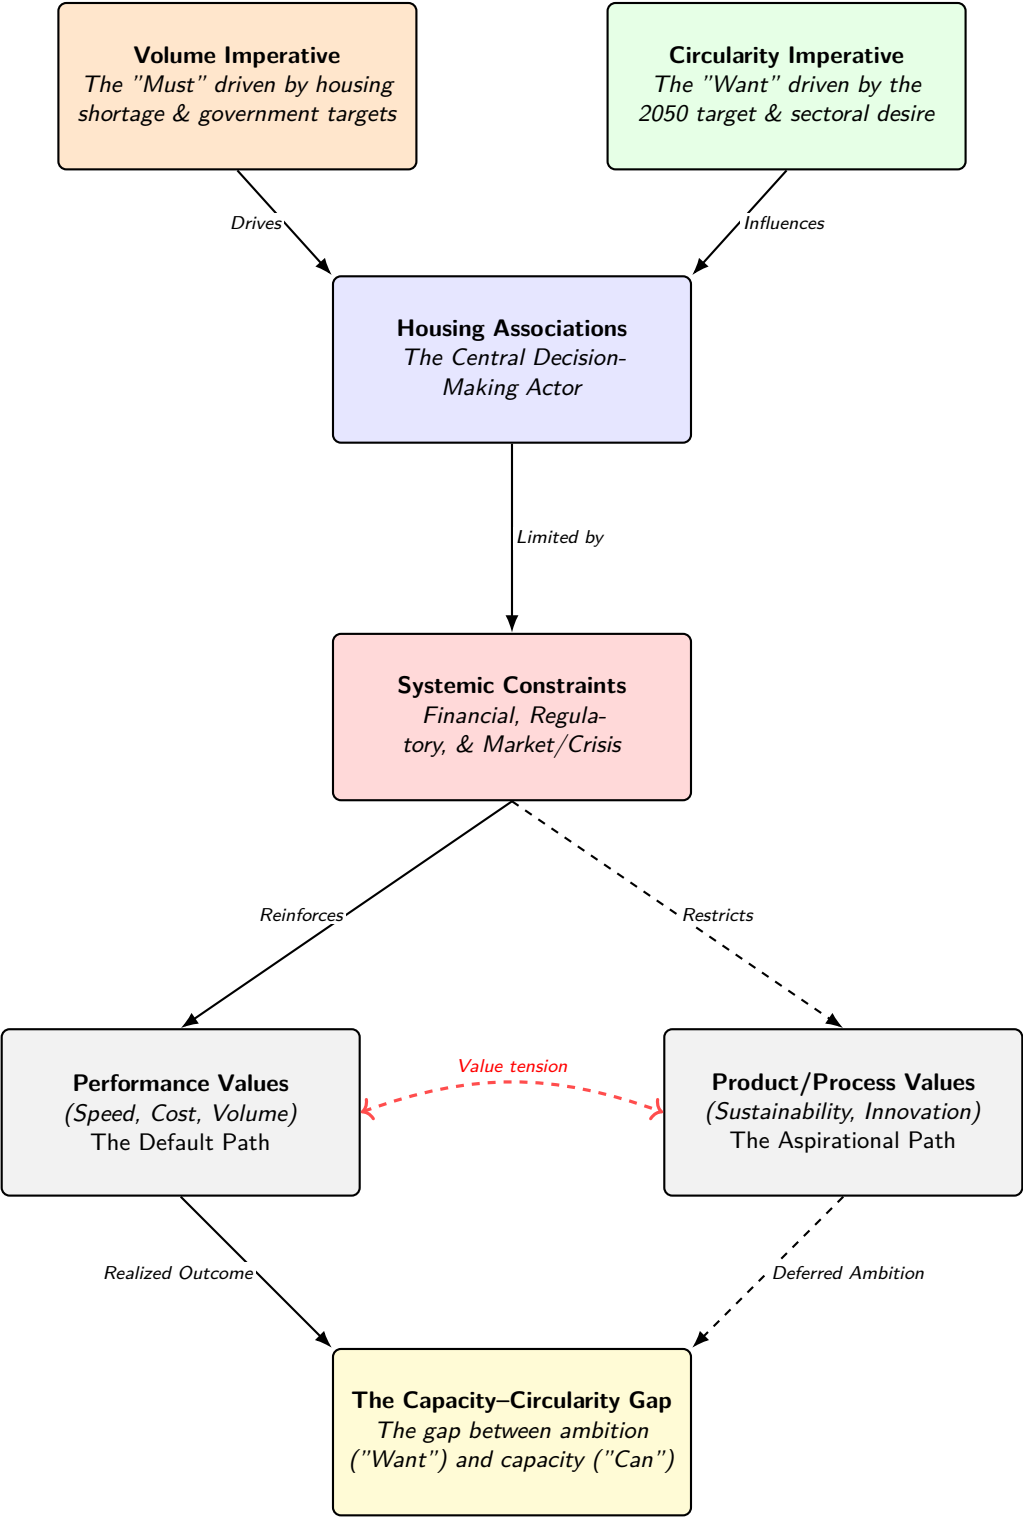 Volume Imperative
The ”Must” driven by housing
shortage & government targets
Circularity Imperative
The ”Want” driven by the
2050 target & sectoral desire
Drives
Influences
Housing Associations
The Central Decision-
Making Actor
Limited by
Systemic Constraints
Financial, Regula-
tory, & Market/Crisis
Reinforces
Restricts
Value tension
Performance Values
(Speed, Cost, Volume)
The Default Path
Product/Process Values
(Sustainability, Innovation)
The Aspirational Path
Realized Outcome
Deferred Ambition
The Capacity–Circularity Gap
The gap between ambition
(”Want”) and capacity (”Can”)